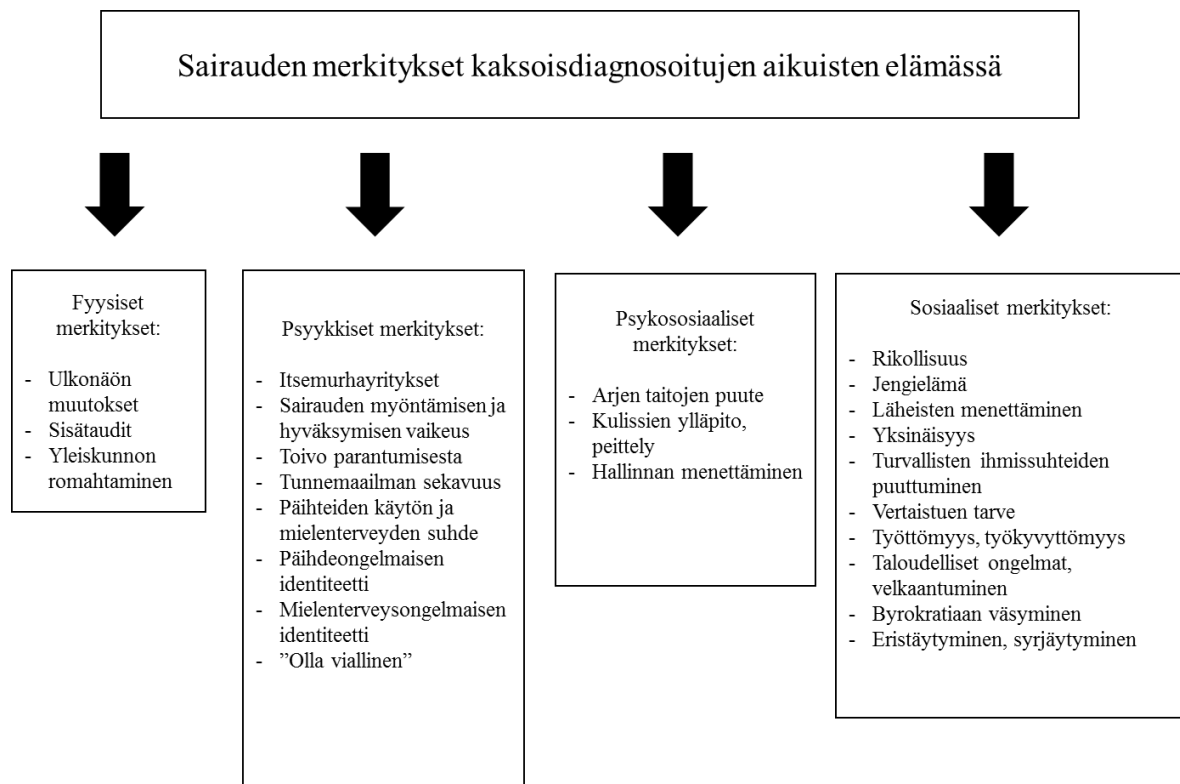 Sairauden merkitykset kaksoisdiagnosoitujen aikuisten elämässä
Fyysiset
merkitykset:
- Ulkonäön
muutokset
- Sisätaudit
- Yleiskunnon
romahtaminen
Psyykkiset merkitykset:
- Itsemurhayritykset
- Sairauden myöntämisen ja
hyväksymisen vaikeus
- Toivo parantumisesta
- Tunnemaailman sekavuus
- Päihteiden käytön ja
mielenterveyden suhde
- Päihdeongelmaisen
identiteetti
- Mielenterveysongelmaisen
identiteetti
- ”Olla viallinen”
Psykososiaaliset
merkitykset:
- Arjen taitojen puute
- Kulissien ylläpito,
peittely
- Hallinnan menettäminen
Sosiaaliset merkitykset:
- Rikollisuus
- Jengielämä
- Läheisten menettäminen
- Yksinäisyys
- Turvallisten ihmissuhteiden
puuttuminen
- Vertaistuen tarve
- Työttömyys, työkyvyttömyys
- Taloudelliset ongelmat,
velkaantuminen
- Byrokratiaan väsyminen
- Eristäytyminen, syrjäytyminen